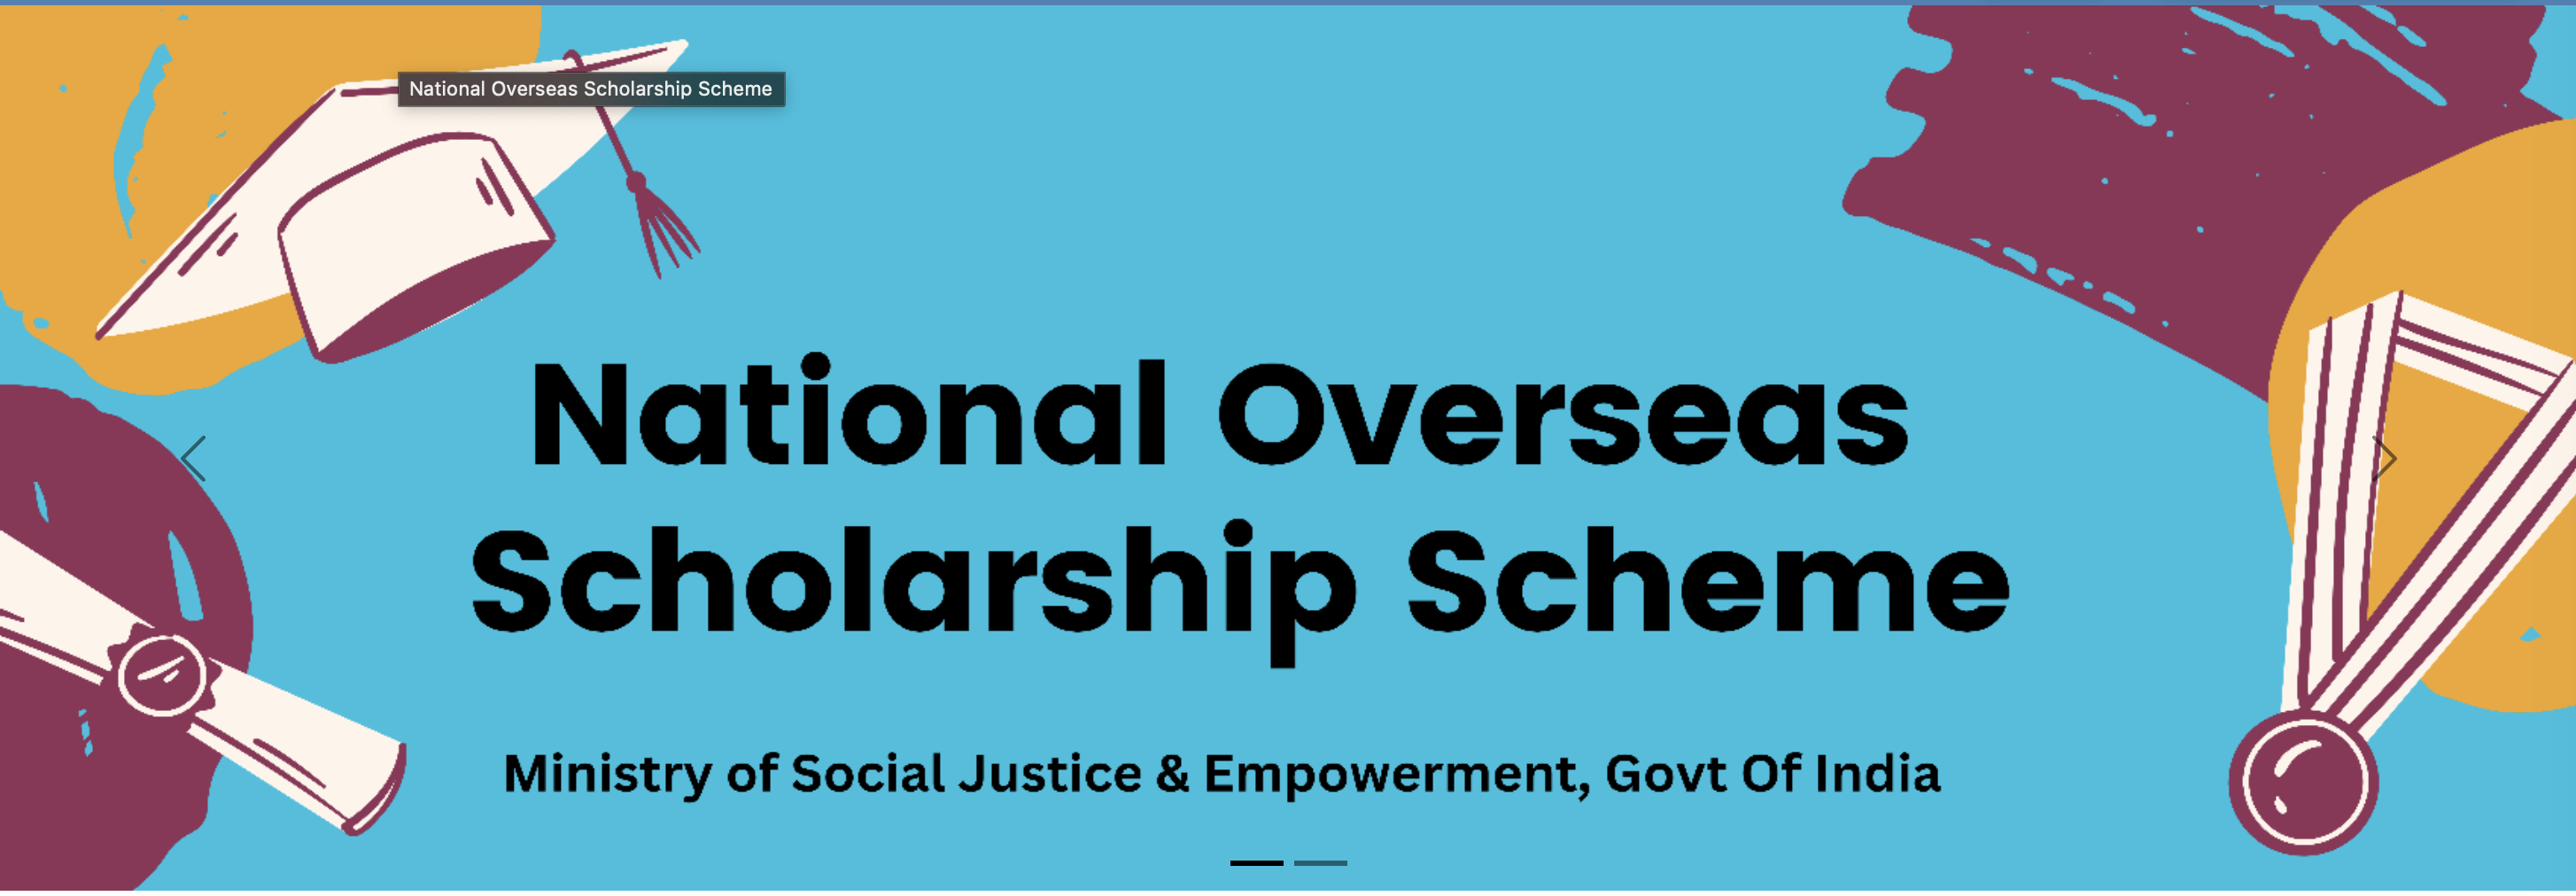 National Overseas Scholarship Scheme
National Overseas
Scholarship Scheme
Ministry of Social Justice & Empowerment, Govt Of India